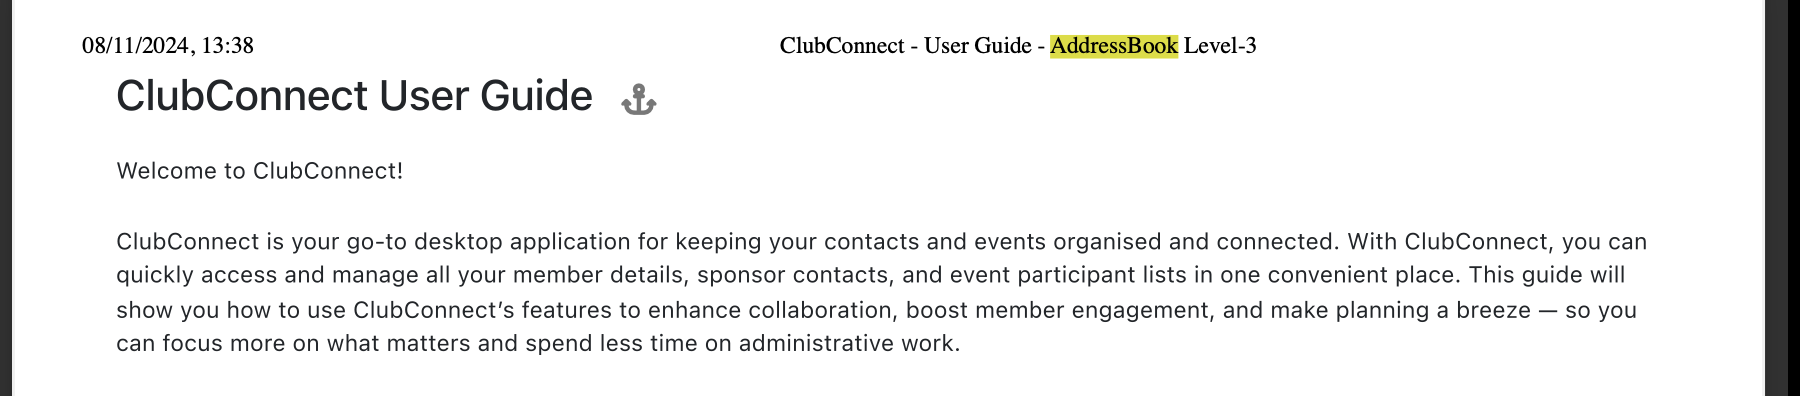 08/11/2024, 13:38 ClubConnect - User Guide - AddressBook Level-3
ClubConnect User Guide
Welcome to ClubConnect!
ClubConnect is your go-to desktop application for keeping your contacts and events organised and connected. With ClubConnect, you can
quickly access and manage all your member details, sponsor contacts, and event participant lists in one convenient place. This guide will
show you how to use ClubConnect’s features to enhance collaboration, boost member engagement, and make planning a breeze — so you
can focus more on what matters and spend less time on administrative work.